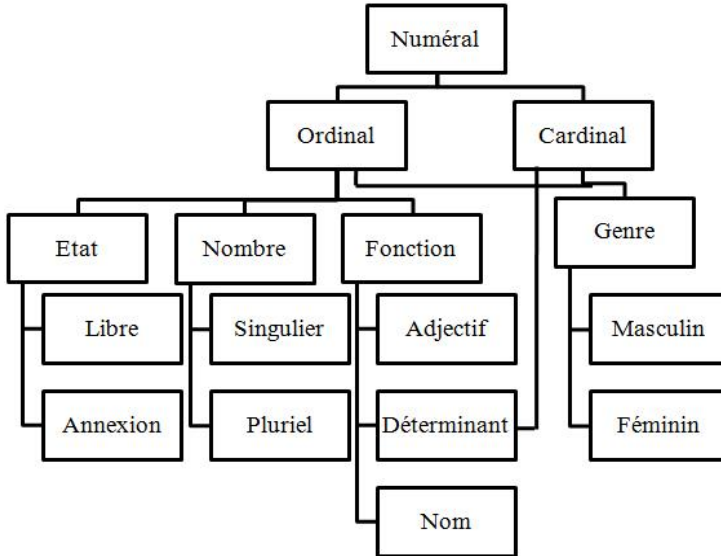 Numéral
Ordinal
Cardinal
Etat
Nombre
Fonction
Genre
Libre
Singulier
Adjectif
Masculin
Annexion
Pluriel
Déterminant
Féminin
Nom